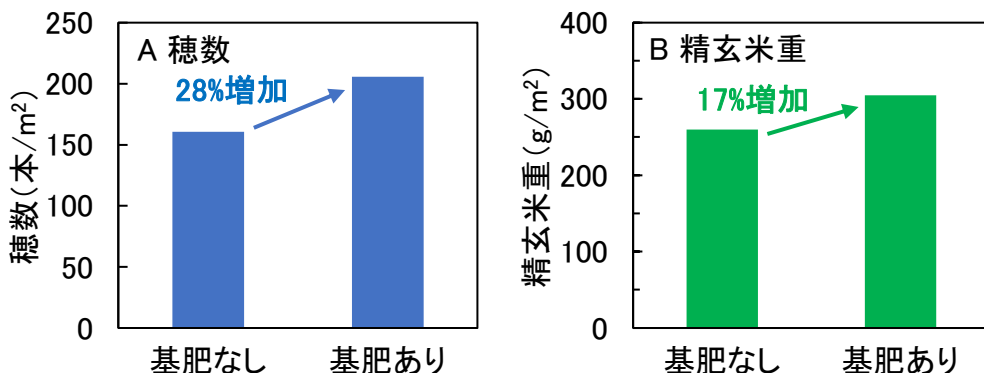 A 穂数
28%増加
穂数(本/m²)
250
200
150
100
50
0
基肥なし
基肥あり
B 精玄米重
17%増加
精玄米重(g/m²)
400
300
200
100
0
基肥なし
基肥あり